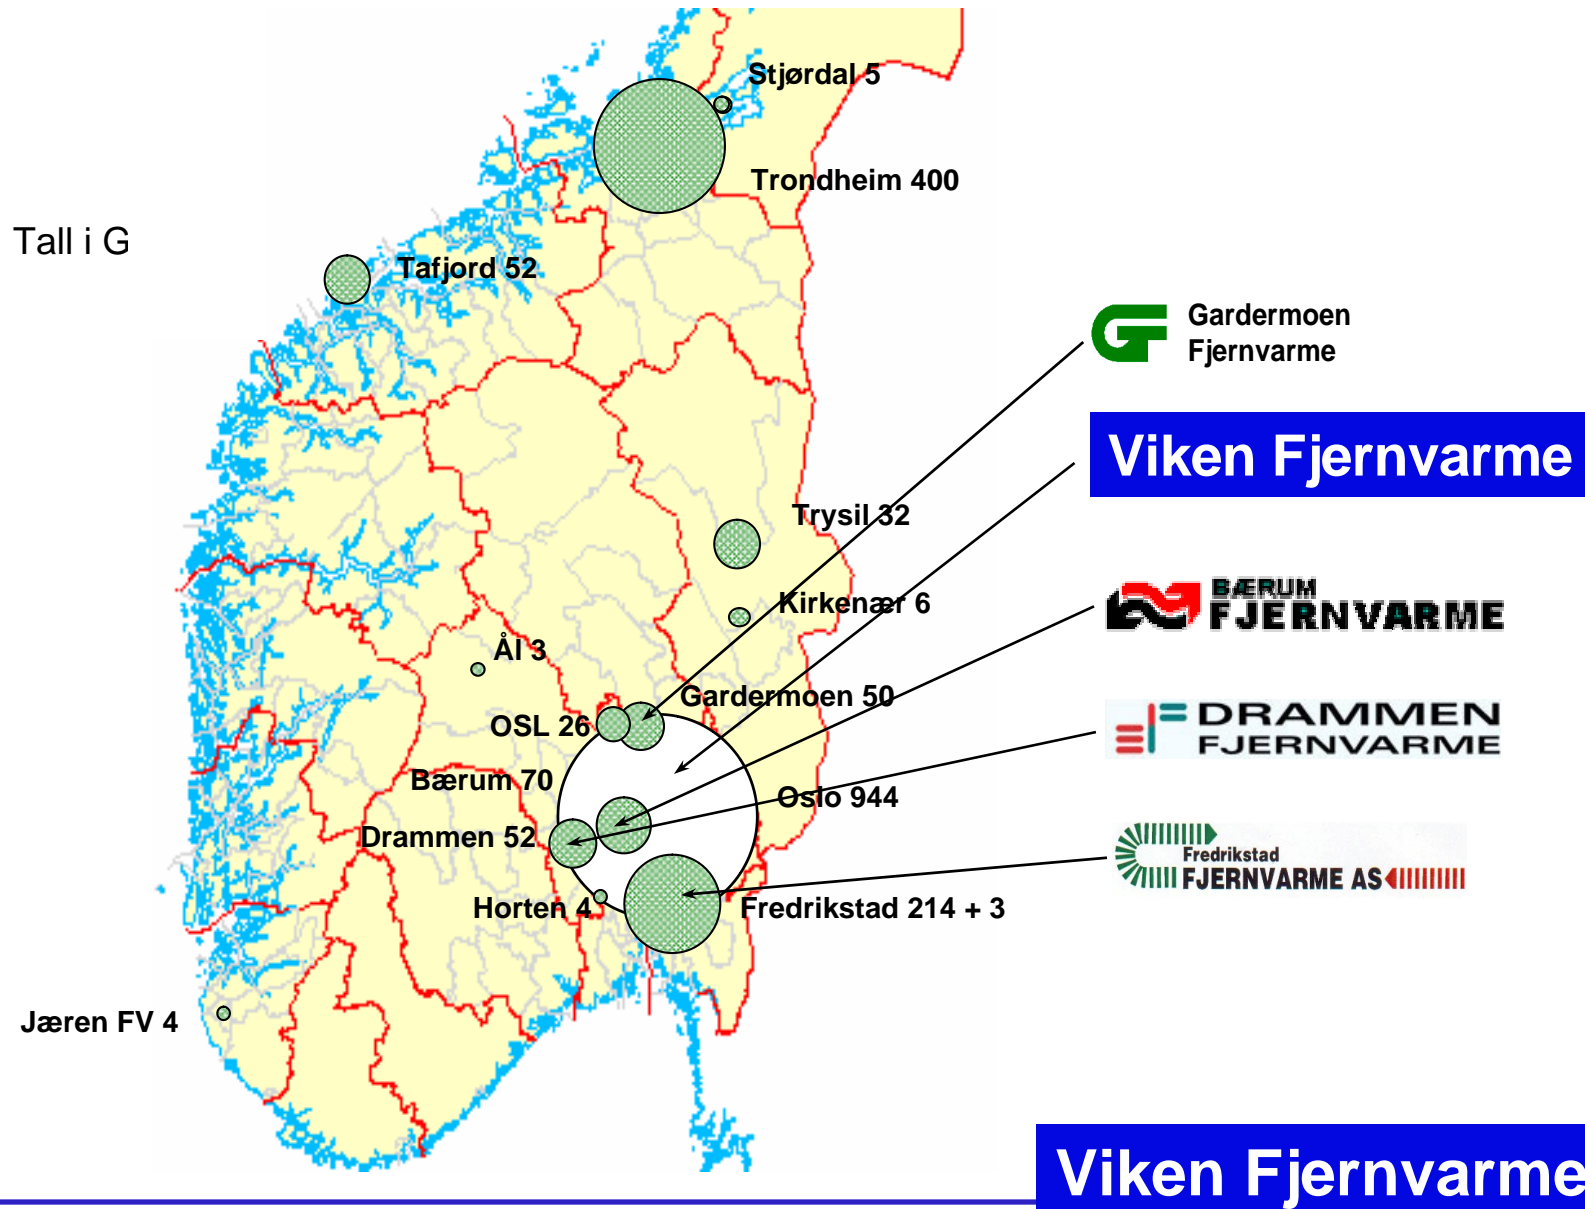 Stjørdal 5
Trondheim 400
Tall i G
Tafjord 52
Gardermoen
Fjernvarme
Viken Fjernvarme
Trysil 32
BÆRUM
FJERNVARME
Kirkenær 6
Ål 3
Gardermoen 50
OSL 26
DRAMMEN
FJERNVARME
Bærum 70
Oslo 944
Drammen 52
Fredrikstad
FJERNVARME AS
Horten 4
Fredrikstad 214 + 3
Jæren FV 4
Viken Fjernvarme